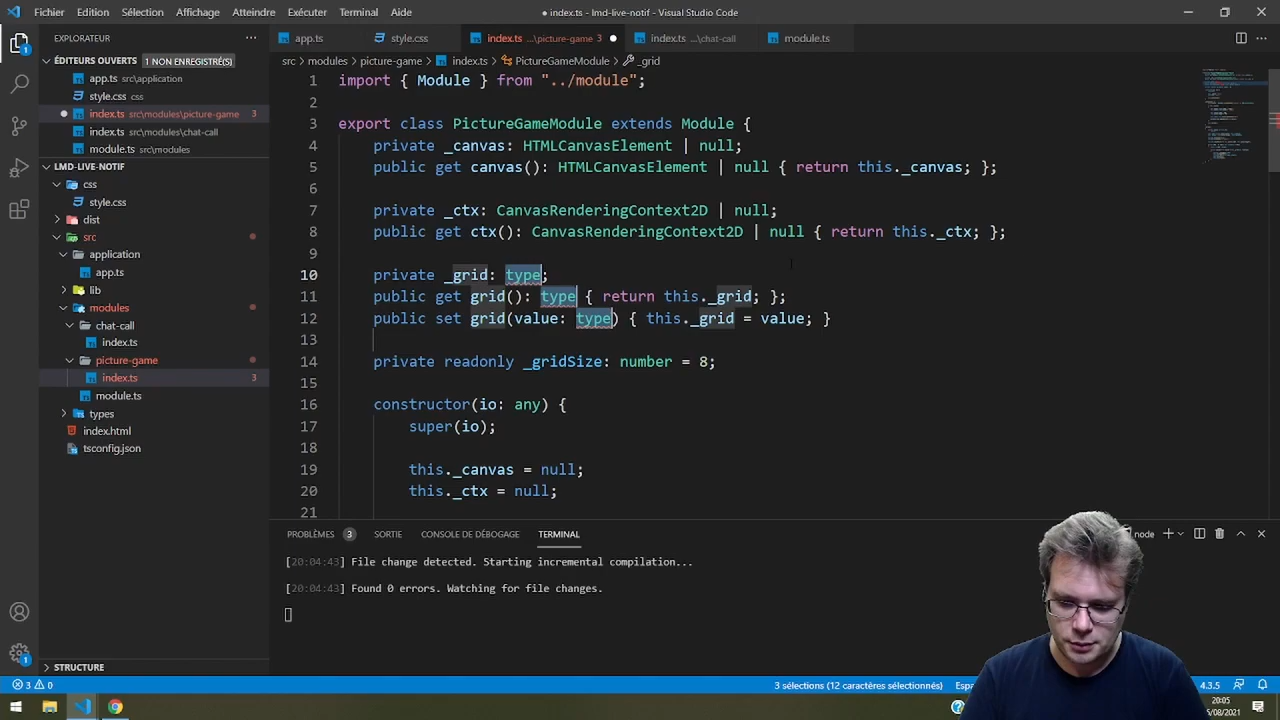 Fichier Edition Sélection Affichage Atteindre Exécuter Terminal Aide
● index.ts - lmd-live-notif - Visual Studio Code
EXPLORATEUR
ÉDITEURS OUVERTS 1 NON ENREGISTRÉ(S)
app.ts src\application
style.css css
index.ts src\modules\picture-game 3
index.ts src\modules\chat-call
module.ts src\modules
LMD-LIVE-NOTIF
css
style.css
dist
src
application
app.ts
lib
modules
chat-call
index.ts
picture-game
index.ts 3
module.ts
types
index.html
tsconfig.json
STRUCTURE
app.ts style.css index.ts ...\picture-game 3 index.ts ...\chat-call module.ts
src > modules > picture-game > index.ts > PictureGameModule > _grid
1 import { Module } from "../module";
2
3 export class PictureGameModule extends Module {
4 private _canvas: HTMLCanvasElement | null;
5 public get canvas(): HTMLCanvasElement | null { return this._canvas; };
6
7 private _ctx: CanvasRenderingContext2D | null;
8 public get ctx(): CanvasRenderingContext2D | null { return this._ctx; };
9
10 private _grid: type;
11 public get grid(): type { return this._grid; };
12 public set grid(value: type) { this._grid = value; }
13
14 private readonly _gridSize: number = 8;
15
16 constructor(io: any) {
17 super(io);
18
19 this._canvas = null;
20 this._ctx = null;
21
PROBLÈMES 3 SORTIE CONSOLE DE DÉBOGAGE TERMINAL
node
[20:04:43] File change detected. Starting incremental compilation...
[20:04:43] Found 0 errors. Watching for file changes.
3 0
3 sélections (12 caractères sélectionnés)
4.3.5
20:05